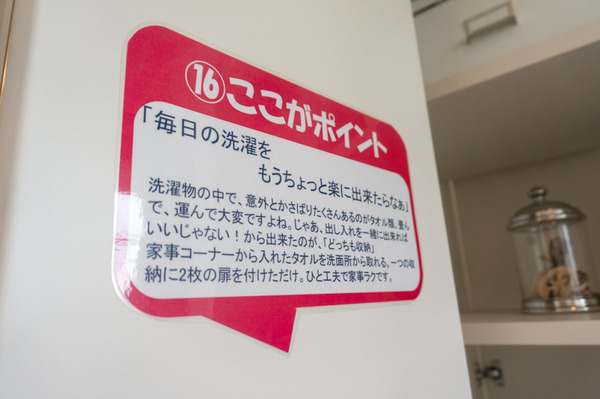 ⑯ここがポイント
「毎日の洗濯を
もうちょっと楽に出来たらなぁ」
洗濯物の中で、意外とかさばりたくさんあるのがタオル類。畳ん
で、運んで大変ですよね。じゃあ、出し入れを一緒に出来れば
いいじゃない！から出来たのが、「どっちも収納」
家事コーナーから入れたタオルを洗面所から取れる。一つの収
納に2枚の扉を付けただけ。ひと工夫で家事ラクです。